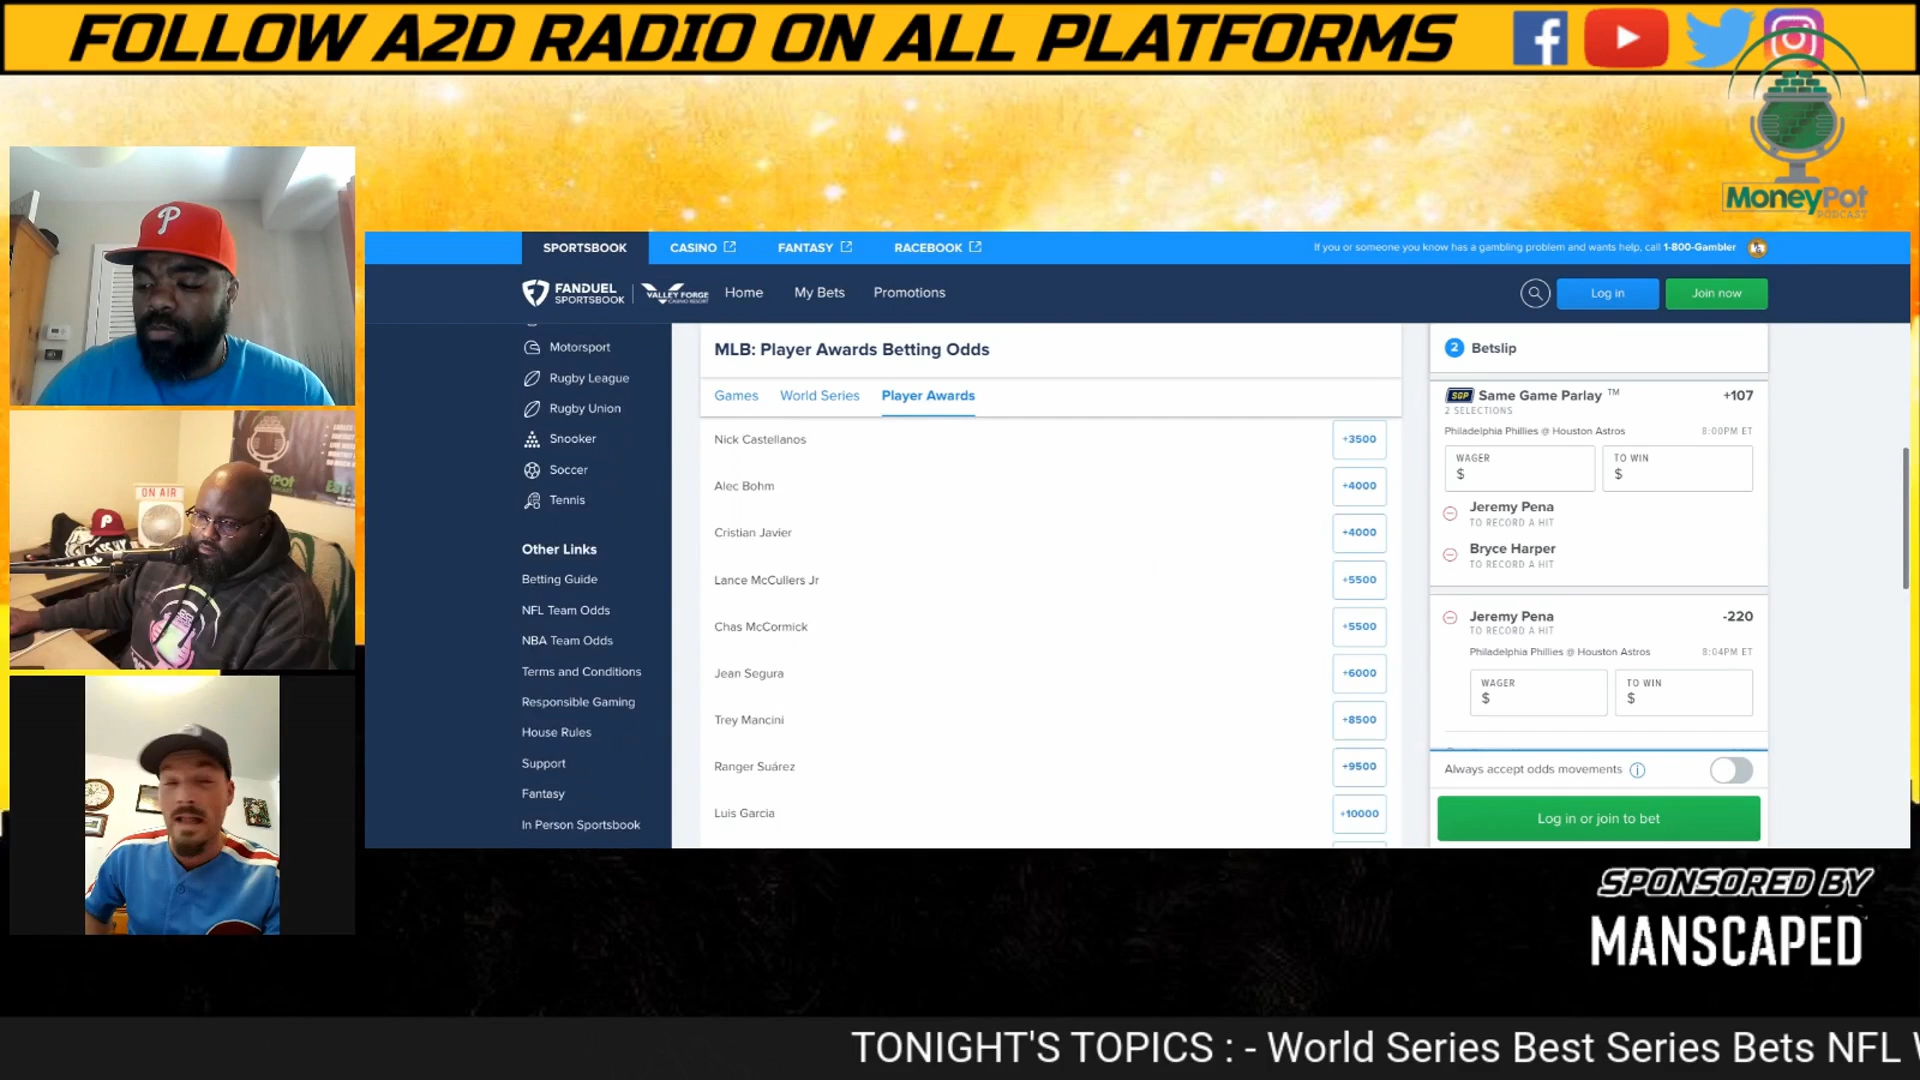 FOLLOW A2D RADIO ON ALL PLATFORMS
MoneyPot
PODCAST
SPORTSBOOK
CASINO
FANTASY
RACEBOOK
If you or someone you know has a gambling problem and wants help, call 1-800-Gambler
FANDUEL
SPORTSBOOK
VALLEY FORGE
Home
My Bets
Promotions
Log in
Join now
Motorsport
Rugby League
Rugby Union
Snooker
Soccer
Tennis
Other Links
Betting Guide
NFL Team Odds
NBA Team Odds
Terms and Conditions
Responsible Gaming
House Rules
Support
Fantasy
In Person Sportsbook
MLB: Player Awards Betting Odds
Games World Series Player Awards
Nick Castellanos +3500
Alec Bohm +4000
Cristian Javier +4000
Lance McCullers Jr +5500
Chas McCormick +5500
Jean Segura +6000
Trey Mancini +8500
Ranger Suárez +9500
Luis Garcia +10000
2 Betslip
SGP Same Game Parlay ™ +107
2 SELECTIONS
Philadelphia Phillies @ Houston Astros 8:00PM ET
WAGER TO WIN
$ $
Jeremy Pena
TO RECORD A HIT
Bryce Harper
TO RECORD A HIT
Jeremy Pena -220
TO RECORD A HIT
Philadelphia Phillies @ Houston Astros 8:04PM ET
WAGER TO WIN
$ $
Always accept odds movements
Log in or join to bet
P
ON AIR
P
Pot
SPONSORED BY
MANSCAPED
TONIGHT'S TOPICS : - World Series Best Series Bets NFL